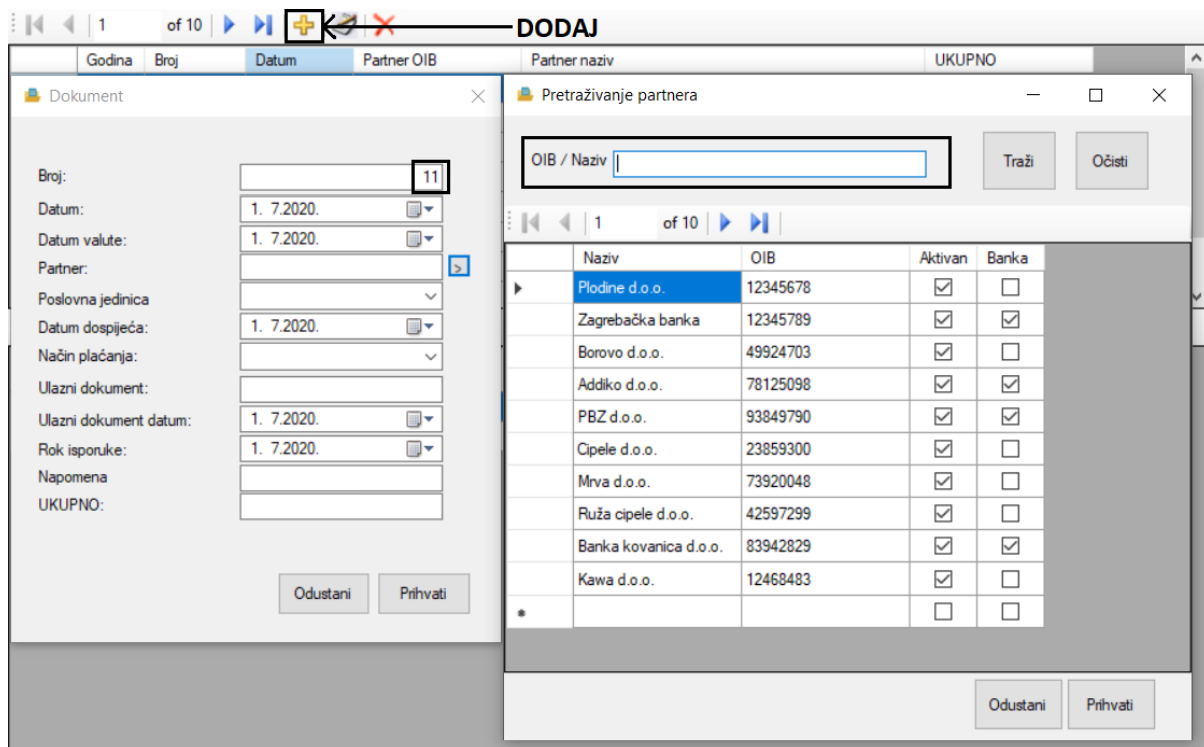 1 of 10 DODAJ
Godina Broj Datum Partner OIB Partner naziv UKUPNO
Dokument
Broj: 11
Datum: 1. 7.2020.
Datum valute: 1. 7.2020.
Partner: >
Poslovna jedinica
Datum dospijeća: 1. 7.2020.
Način plaćanja:
Ulazni dokument:
Ulazni dokument datum: 1. 7.2020.
Rok isporuke: 1. 7.2020.
Napomena
UKUPNO:
Odustani Prihvati
Pretraživanje partnera
OIB / Naziv Traži Očisti
1 of 10
Naziv OIB Aktivan Banka
Plodine d.o.o. 12345678
Zagrebačka banka 12345789
Borovo d.o.o. 49924703
Addiko d.o.o. 78125098
PBZ d.o.o. 93849790
Cipele d.o.o. 23859300
Mrva d.o.o. 73920048
Ruža cipele d.o.o. 42597299
Banka kovanica d.o.o. 83942829
Kawa d.o.o. 12468483
Odustani Prihvati